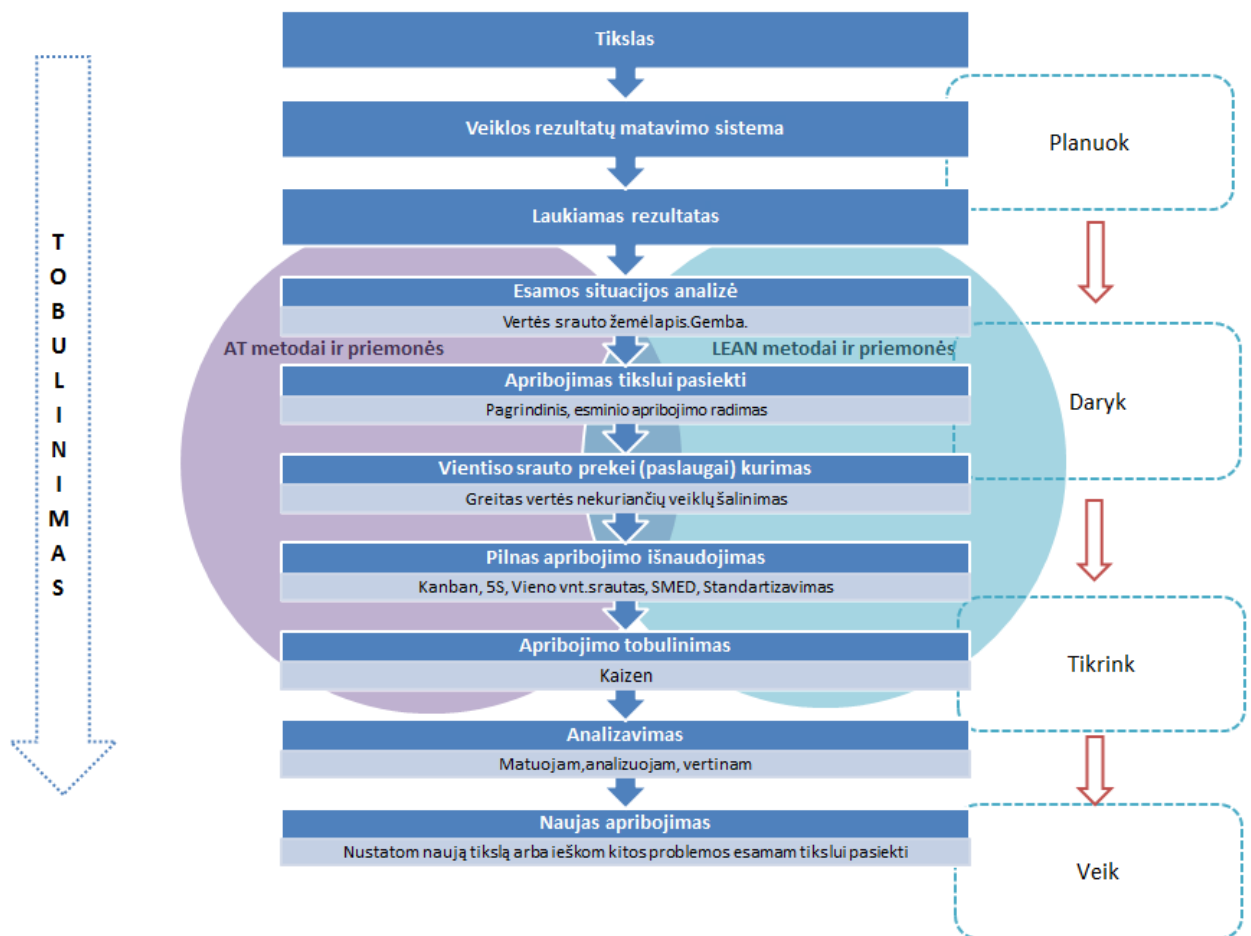 Tikslas
Veiklos rezultatų matavimo sistema
Planuok
Laukiamas rezultatas
T
O
B
U
L
I
N
I
M
A
S
Esamos situacijos analizė
Vertės srauto žemėlapis.Gemba.
AT metodai ir priemonės
LEAN metodai ir priemonės
Apribojimas tikslui pasiekti
Pagrindinis, esminio apribojimo radimas
Daryk
Vientiso srauto prekei (paslaugai) kūrimas
Greitas vertės nekuriančių veiklų šalinimas
Pilnas apribojimo išnaudojimas
Kanban, 5S, Vieno vnt.srautas, SMED, Standartizavimas
Apribojimo tobulinimas
Kaizen
Tikrink
Analizavimas
Matuojam,analizuojam, vertinam
Naujas apribojimas
Nustatom naują tikslą arba ieškom kitos problemos esamam tikslui pasiekti
Veik